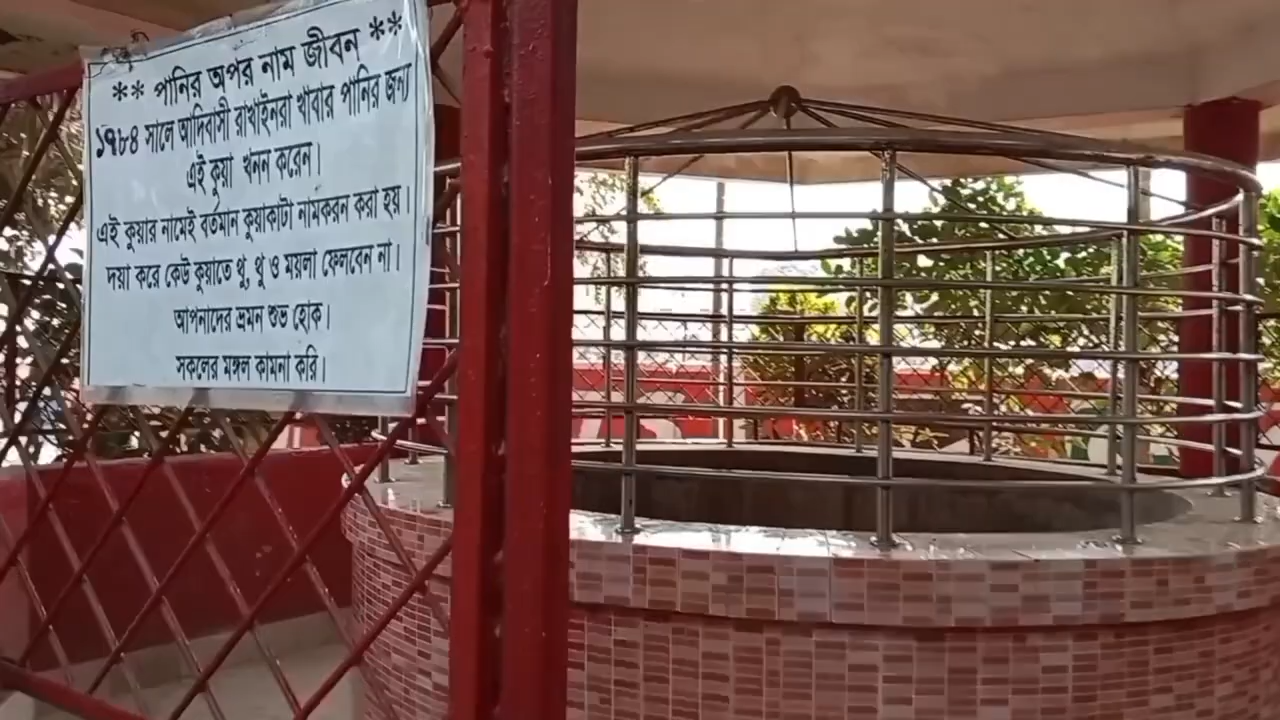 ** পানির অপর নাম জীবন **
১৭৮৪ সালে আদিবাসী রাখাইনরা খাবার পানির জন্য
এই কুয়া খনন করেন।
এই কুয়ার নামেই বর্তমান কুয়াকাটা নামকরন করা হয়।
দয়া করে কেউ কুয়াতে থু, থু ও ময়লা ফেলবেন না।
আপনাদের ভ্রমন শুভ হোক।
সকলের মঙ্গল কামনা করি।